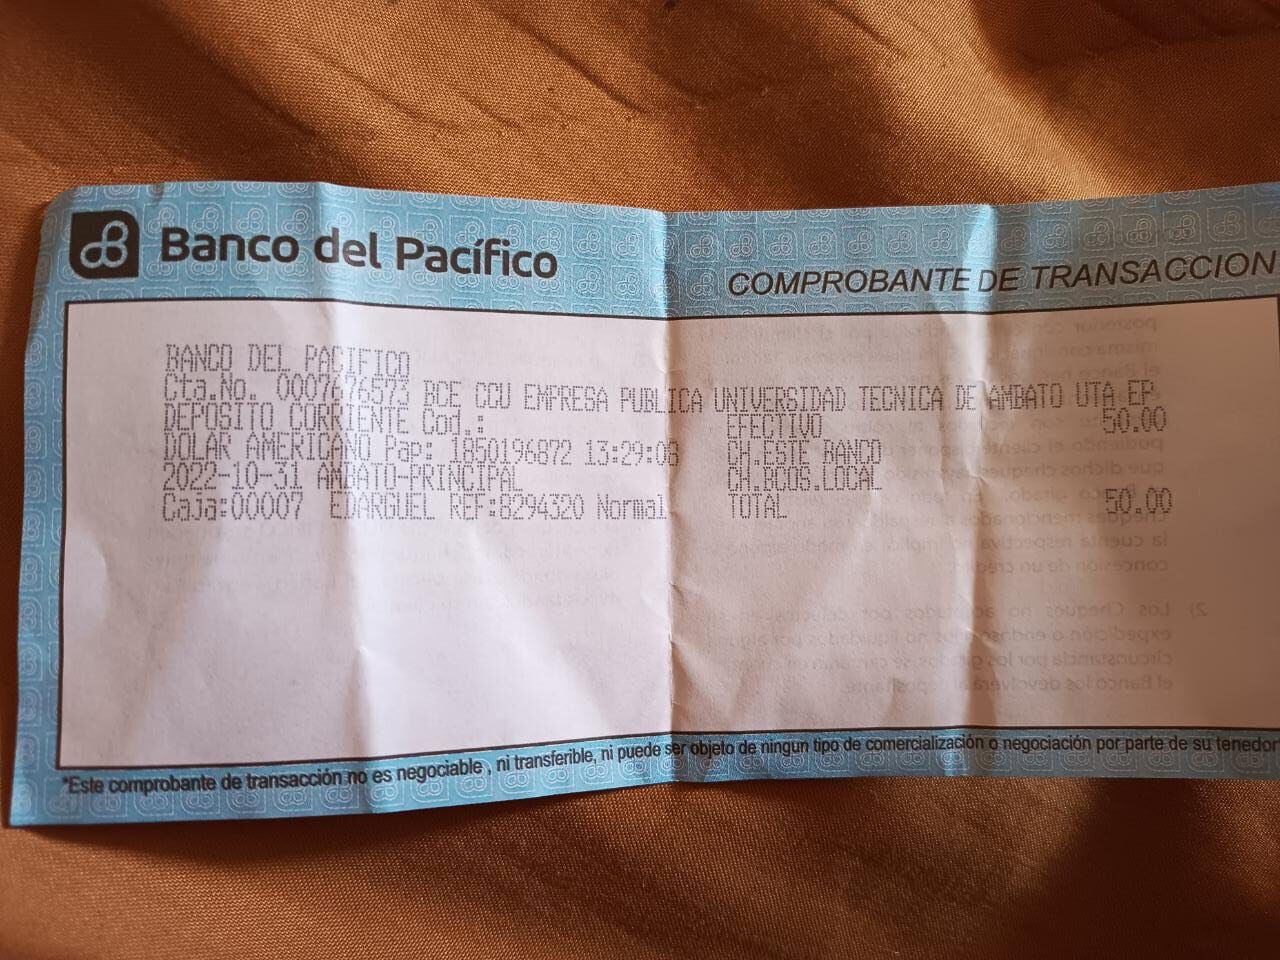 Banco del Pacífico
COMPROBANTE DE TRANSACCION
BANCO DEL PACIFICO
Cta.No. 0007676573 BCE CCU EMPRESA PUBLICA UNIVERSIDAD TECNICA DE AMBATO UTA EP
DEPOSITO CORRIENTE Cod.: EFECTIVO 50.00
DOLAR AMERICANO Pap: 1850196872 13:29:03 CH.ESTE BANCO
2022-10-31 AMBATO-PRINCIPAL CH.BCOS.LOCAL
Caja:00007 EDARGUEL REF:8294320 Normal TOTAL 50.00
*Este comprobante de transacción no es negociable , ni transferible, ni puede ser objeto de ningun tipo de comercialización o negociación por parte de su tenedor